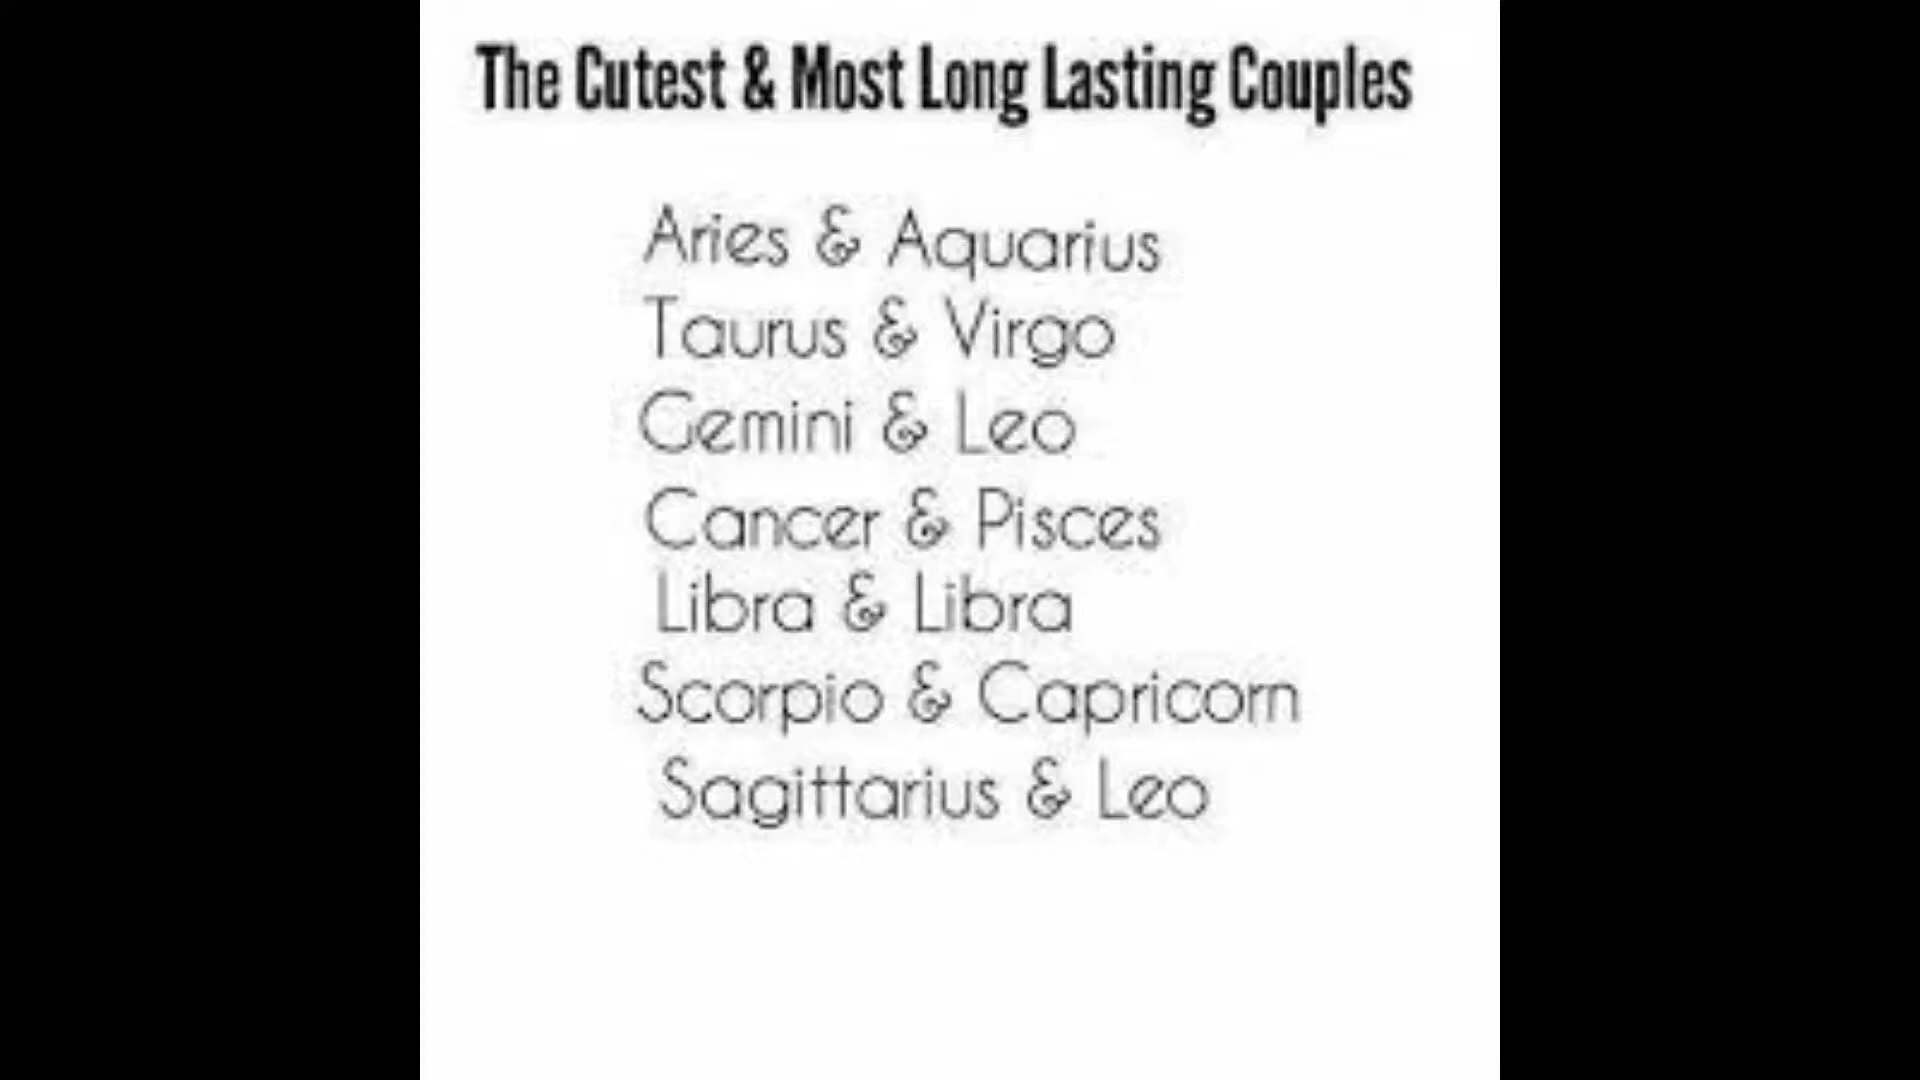 The Cutest & Most Long Lasting Couples
Aries & Aquarius
Taurus & Virgo
Gemini & Leo
Cancer & Pisces
Libra & Libra
Scorpio & Capricorn
Sagittarius & Leo